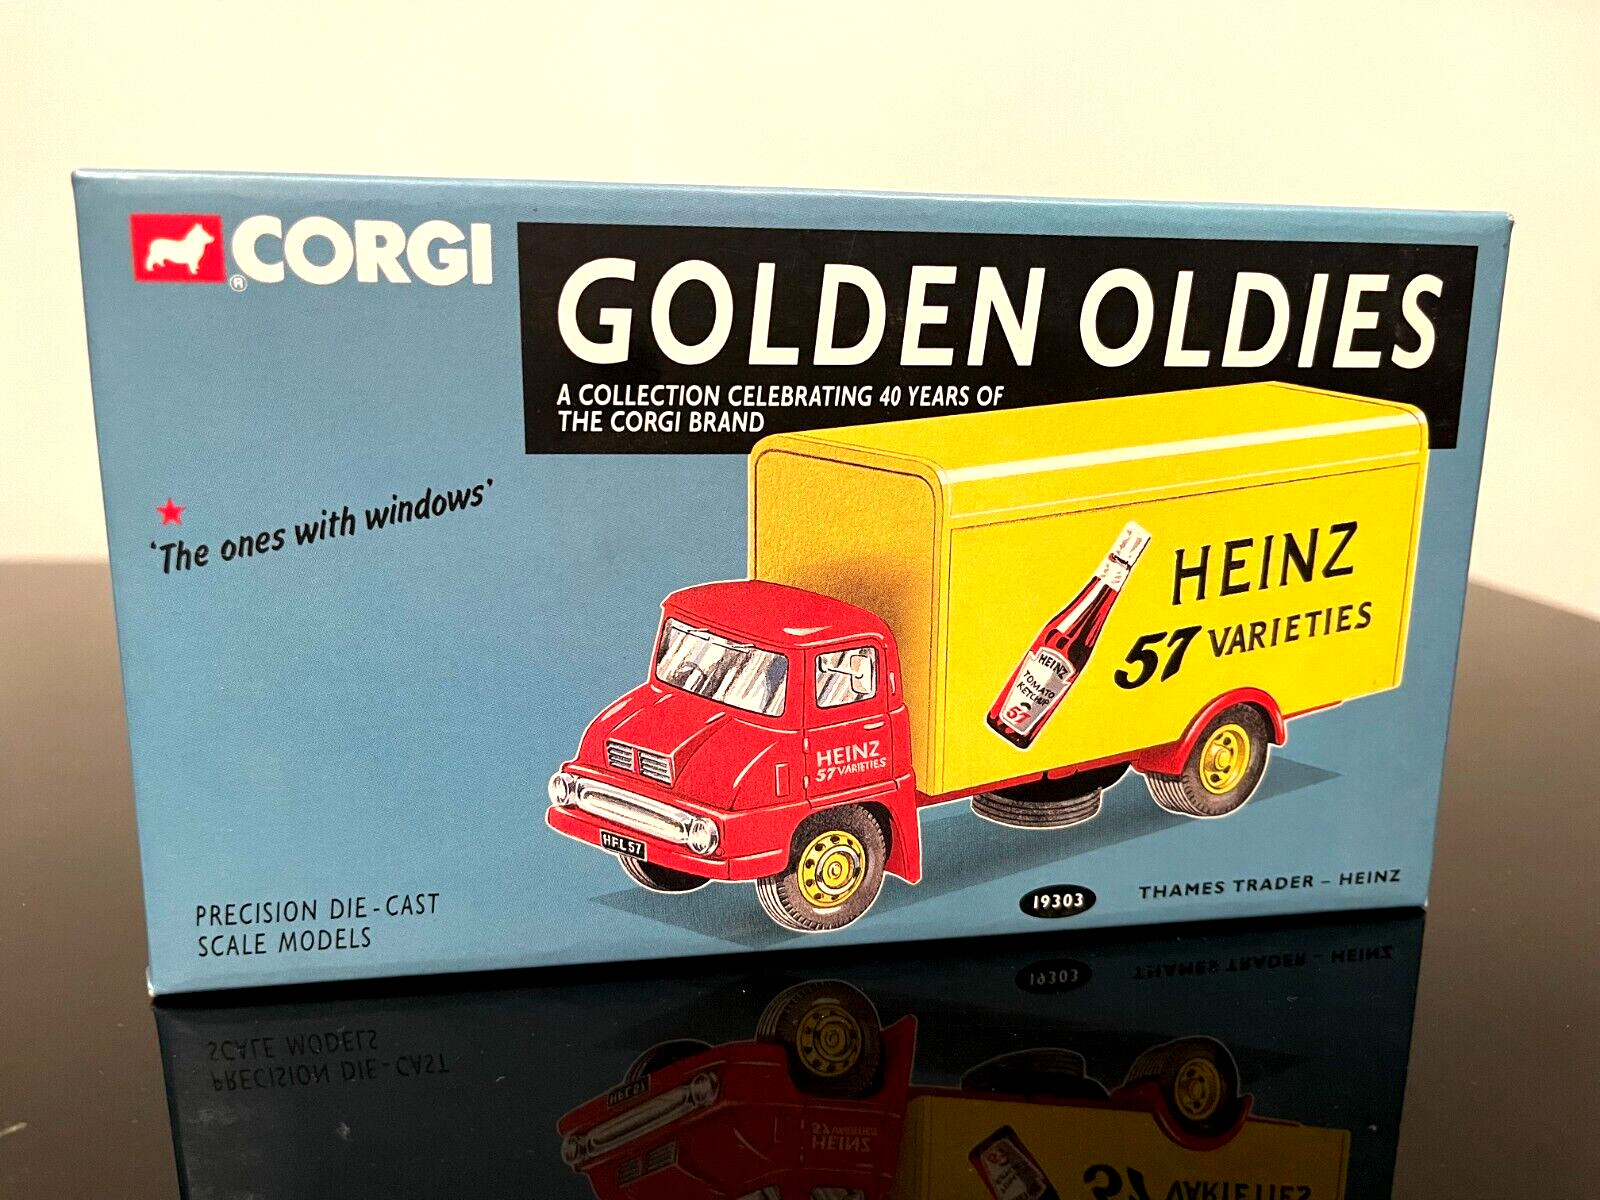 CORGI
®
GOLDEN OLDIES
A COLLECTION CELEBRATING 40 YEARS OF
THE CORGI BRAND
‘The ones with windows’
HEINZ
57 VARIETIES
HEINZ
TOMATO
KETCHUP
57
HEINZ
57 VARIETIES
HFL 57
PRECISION DIE-CAST
SCALE MODELS
19303
THAMES TRADER – HEINZ